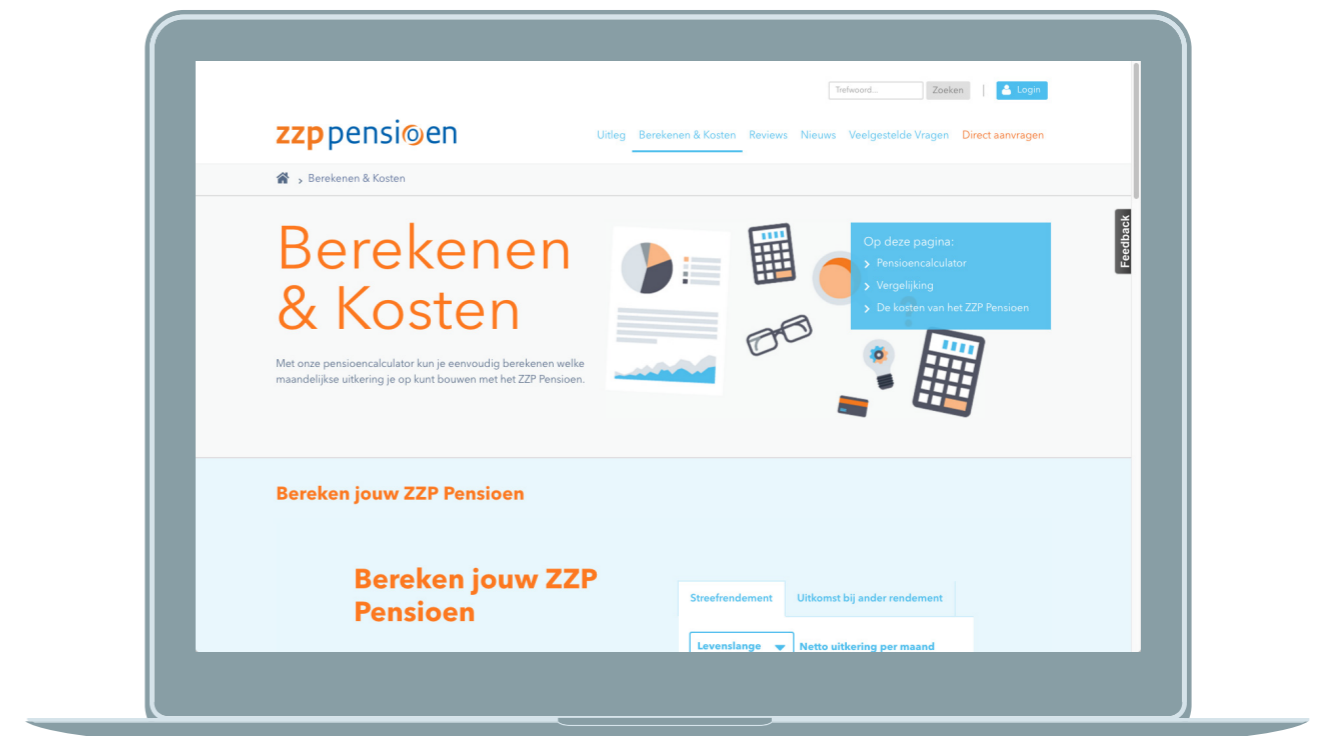 Trefwoord...
Zoeken
|
Login
zzppensioen
Uitleg Berekenen & Kosten Reviews Nieuws Veelgestelde Vragen Direct aanvragen
> Berekenen & Kosten
Feedback
Berekenen
& Kosten
Met onze pensioencalculator kun je eenvoudig berekenen welke
maandelijkse uitkering je op kunt bouwen met het ZZP Pensioen.
Op deze pagina:
> Pensioencalculator
> Vergelijking
> De kosten van het ZZP Pensioen
?
Bereken jouw ZZP Pensioen
Bereken jouw ZZP
Pensioen
Streefrendement Uitkomst bij ander rendement
Levenslange Netto uitkering per maand